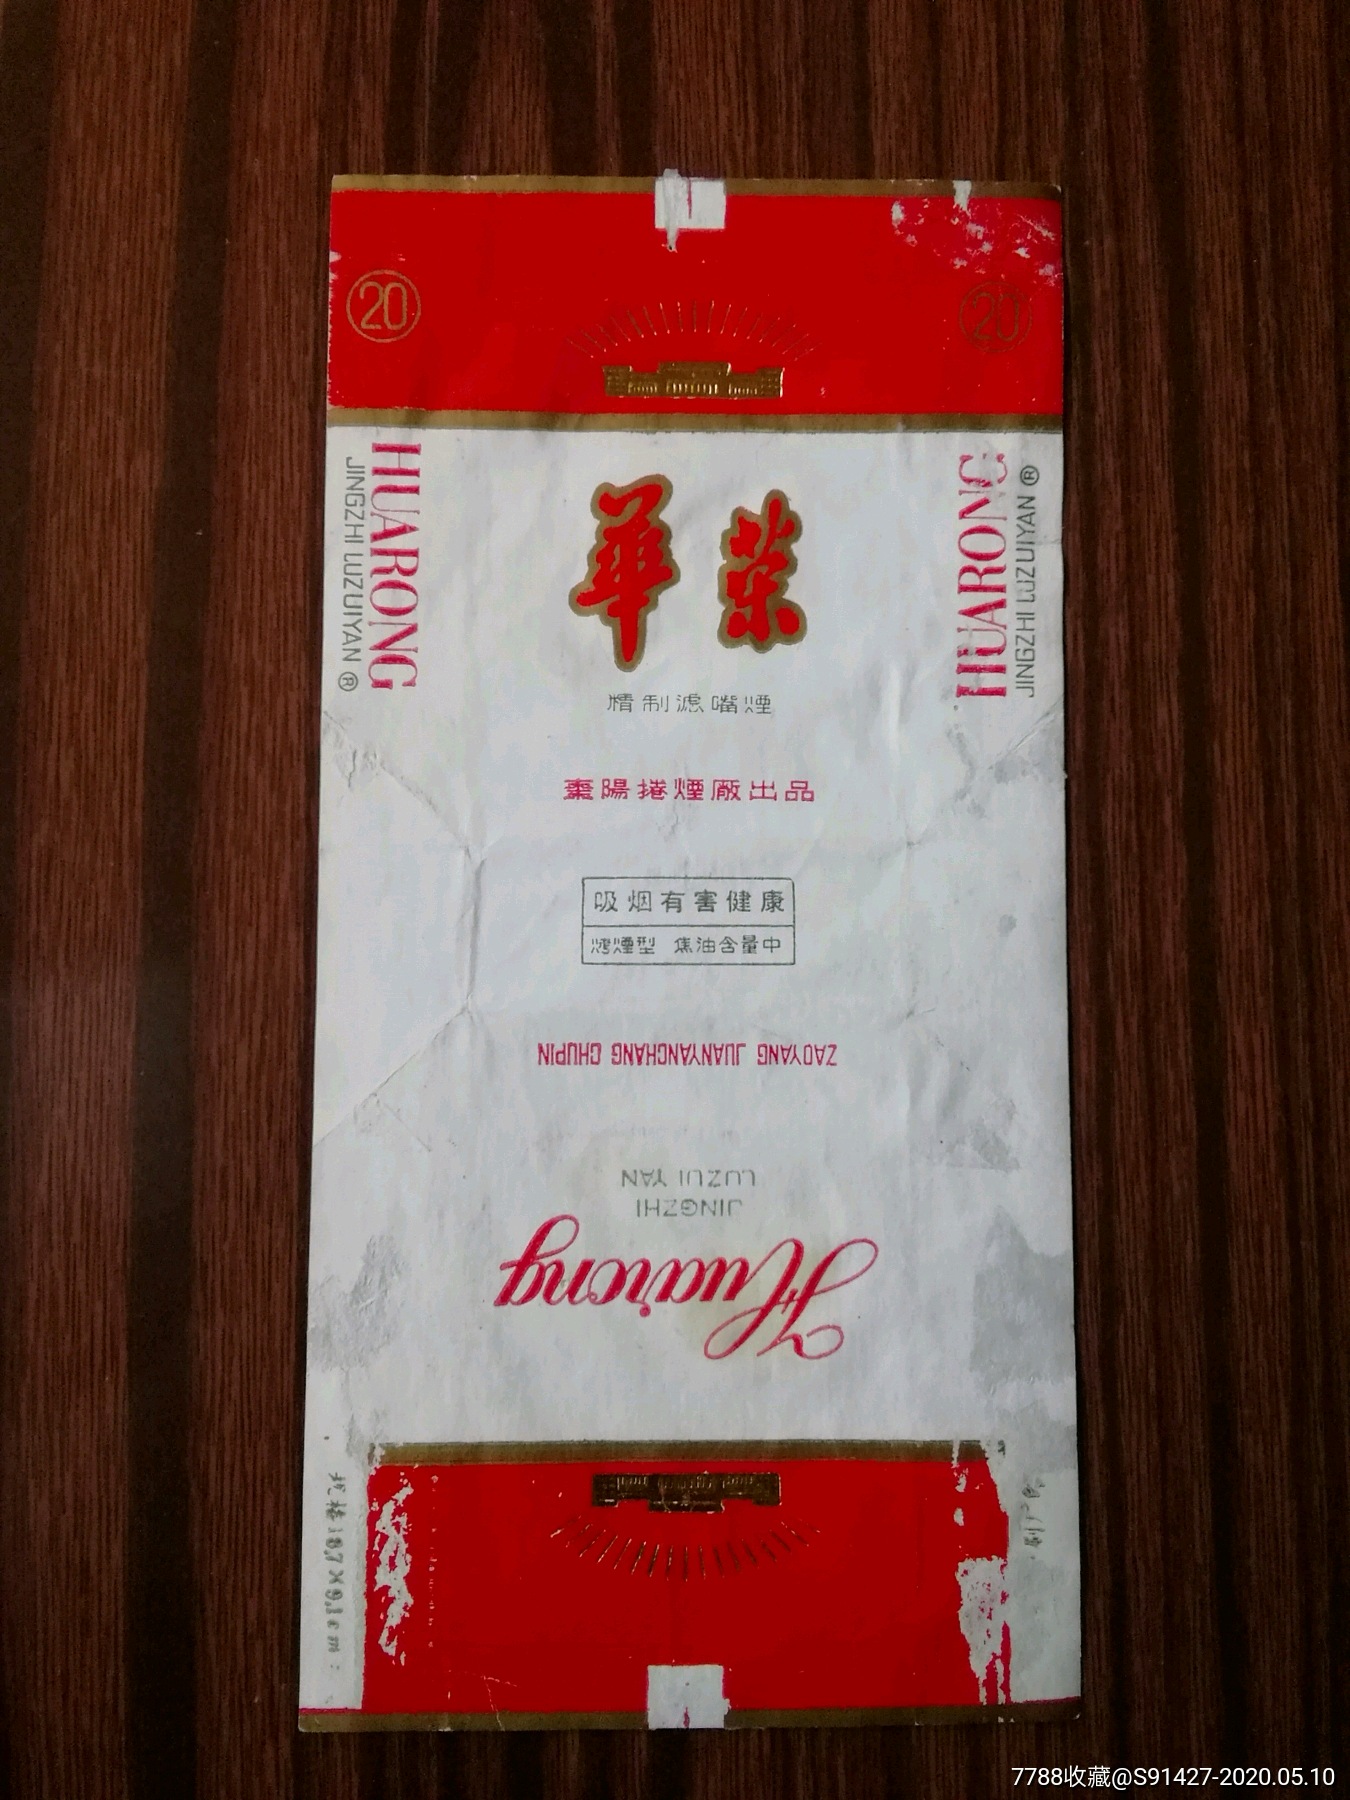 20
20
HUARONG
JINGZHI LUZUIYAN ®
HUARONG
JINGZHI LUZUIYAN ®
華荣
精制滤嘴煙
棗陽捲煙廠出品
吸烟有害健康
烤煙型 焦油含量中
ZAOYANG JUANYANCHANG CHUPIN
JINGZHI
LUZUI YAN
Huarong
7788收藏@S91427-2020.05.10